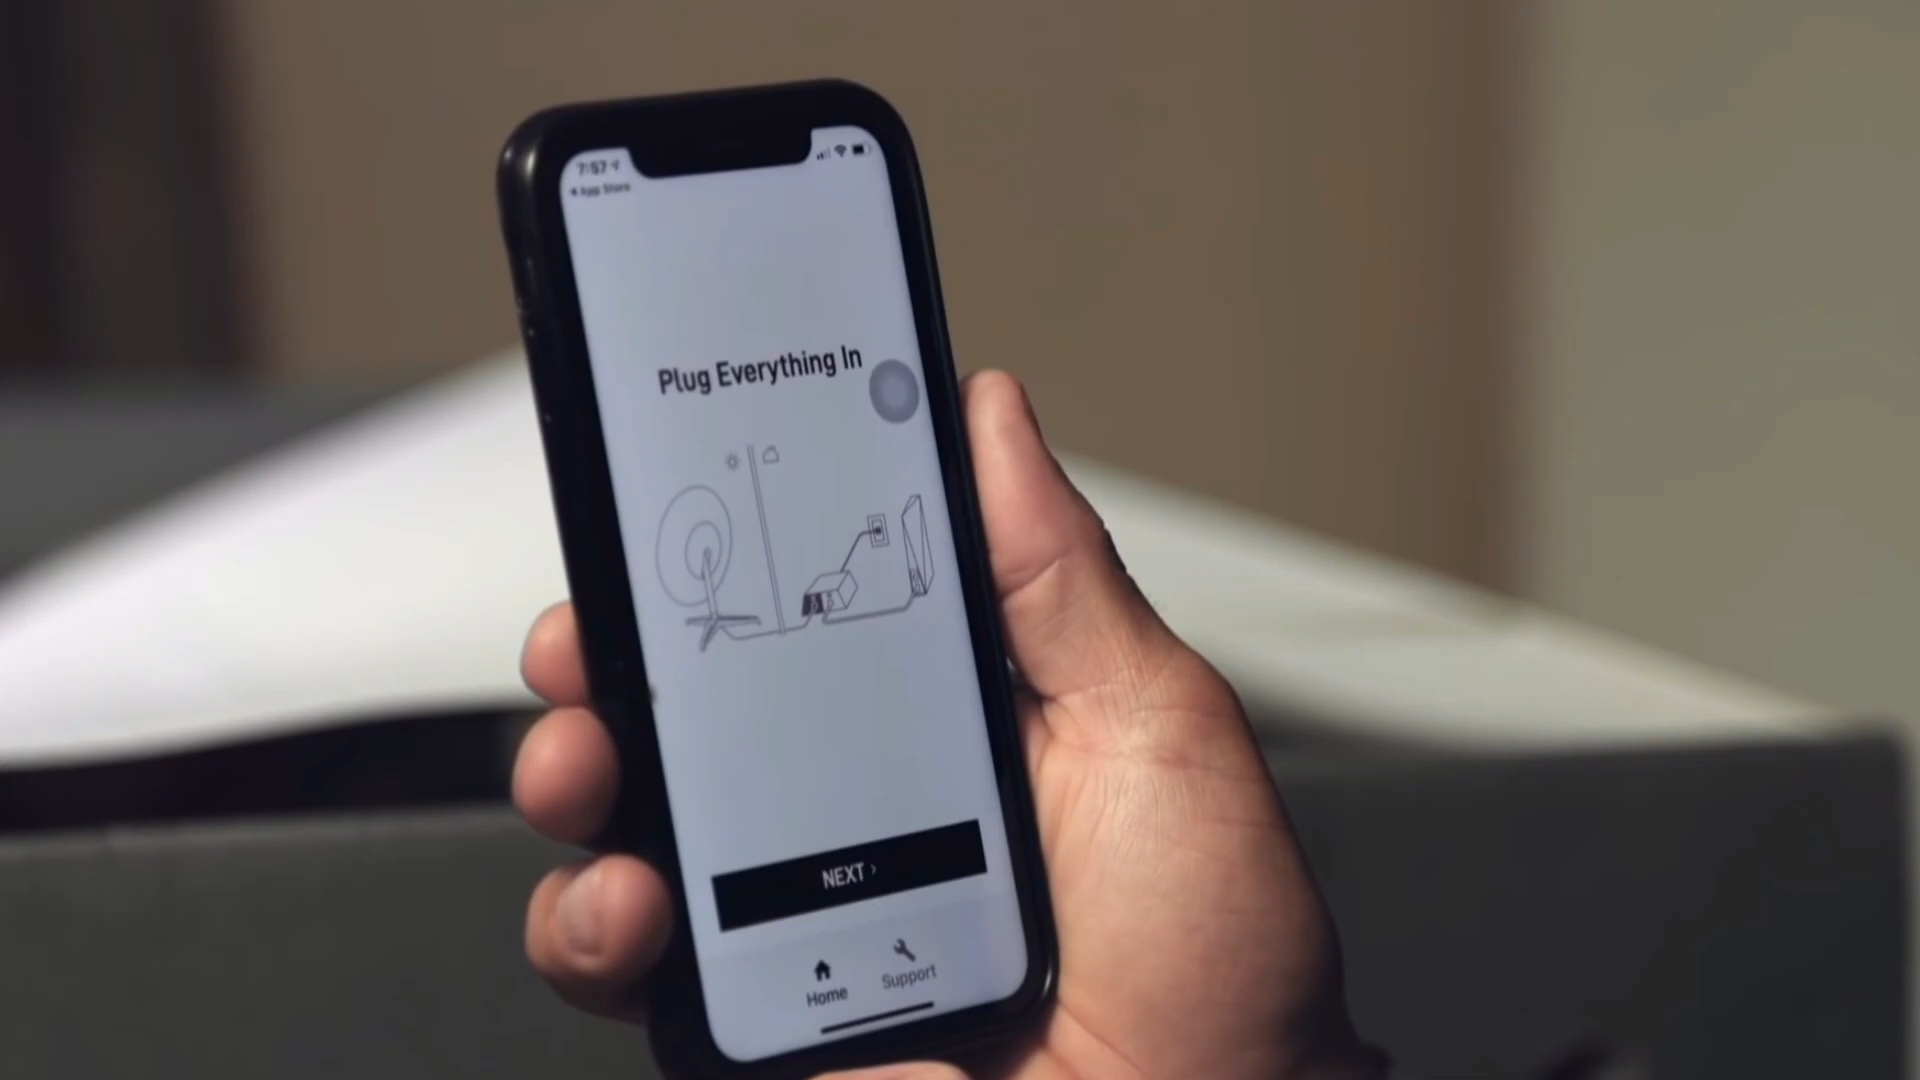 7:57
◀ App Store
Plug Everything In
NEXT ›
Home
Support